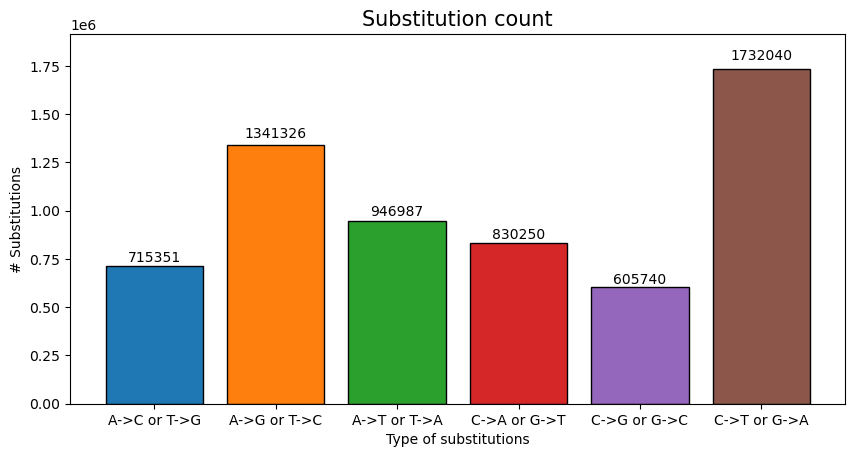 Substitution count
1e6
1.75
1.50
1.25
1.00
0.75
0.50
0.25
0.00
# Substitutions
715351
1341326
946987
830250
605740
1732040
A->C or T->G
A->G or T->C
A->T or T->A
C->A or G->T
C->G or G->C
C->T or G->A
Type of substitutions